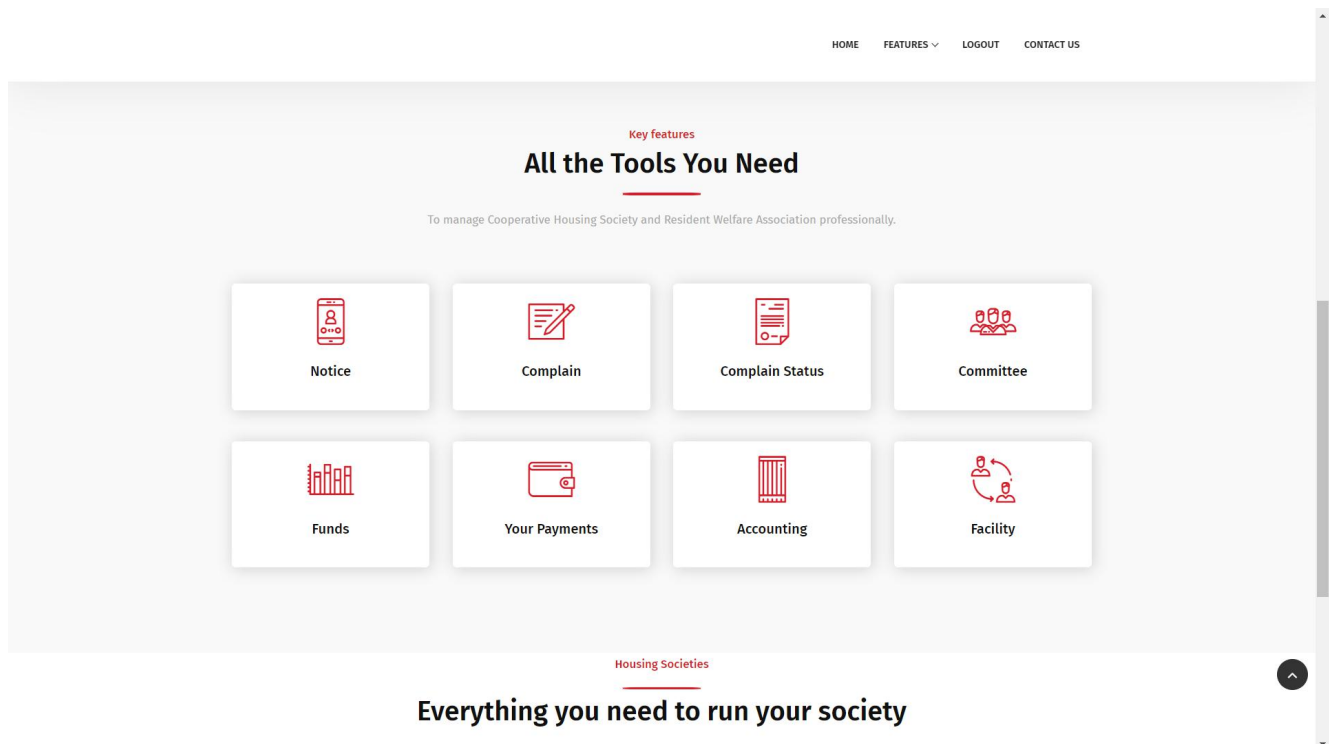 HOME FEATURES LOGOUT CONTACT US
Key features
All the Tools You Need
To manage Cooperative Housing Society and Resident Welfare Association professionally.
Notice
Complain
Complain Status
Committee
Funds
Your Payments
Accounting
Facility
Housing Societies
Everything you need to run your society